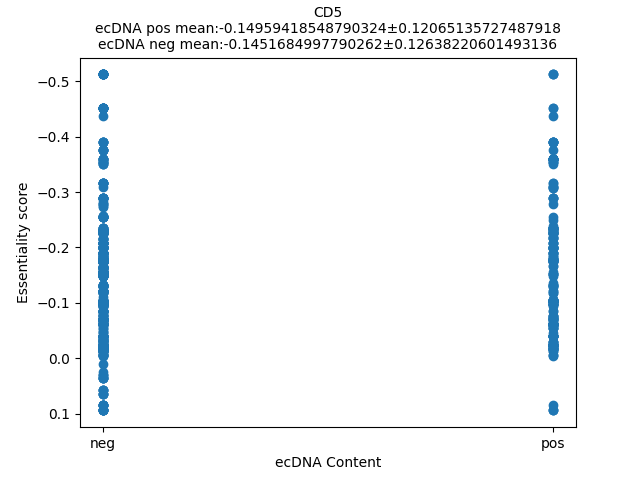 CD5
ecDNA pos mean:-0.14959418548790324±0.12065135727487918
ecDNA neg mean:-0.1451684997790262±0.12638220601493136
Essentiality score
−0.5
−0.4
−0.3
−0.2
−0.1
0.0
0.1
neg
pos
ecDNA Content